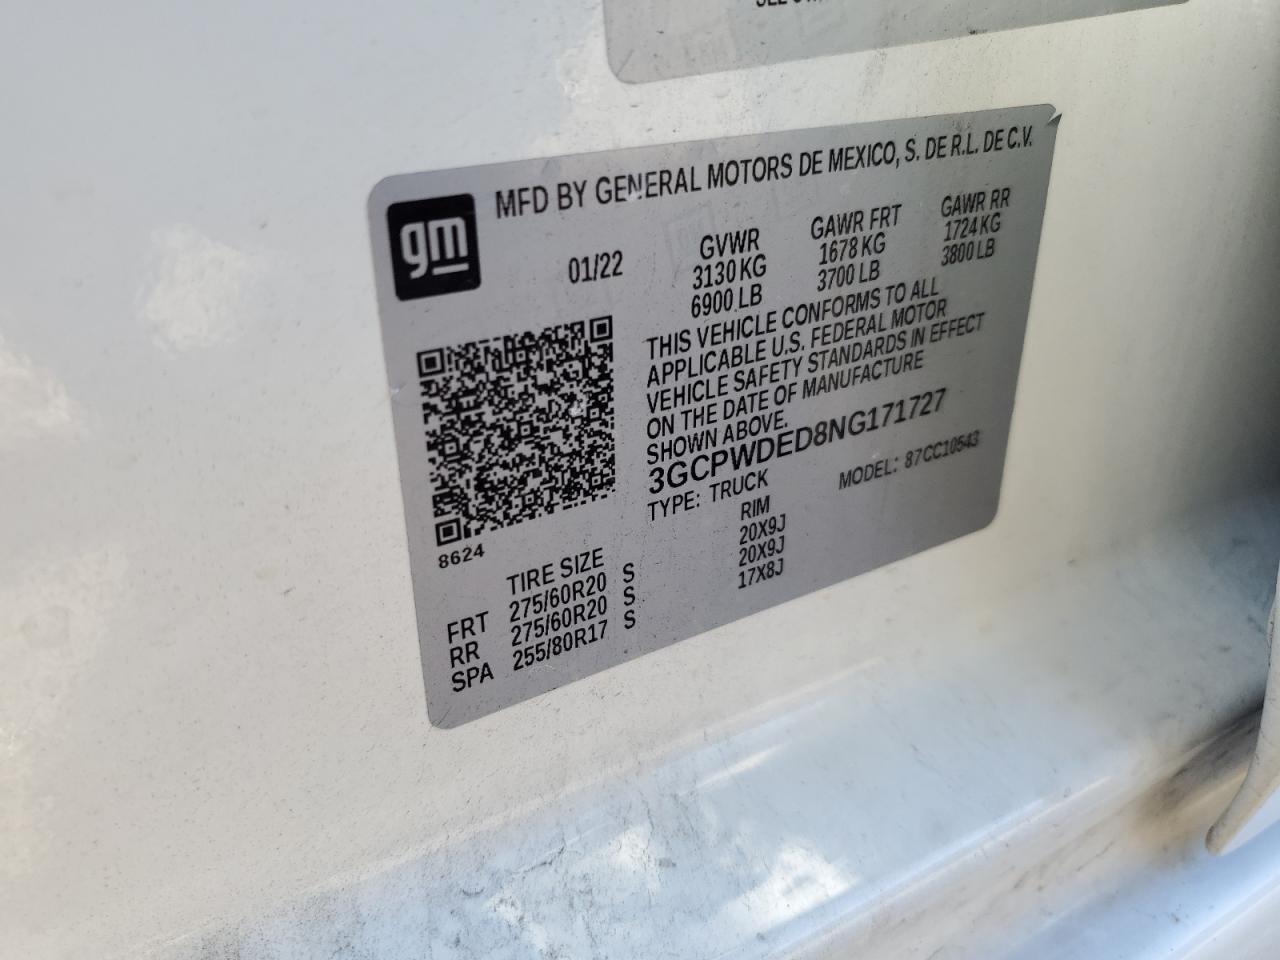 gm
MFD BY GENERAL MOTORS DE MEXICO, S. DE R.L. DE C.V.
01/22
GVWR GAWR FRT GAWR RR
3130 KG 1678 KG 1724 KG
6900 LB 3700 LB 3800 LB
THIS VEHICLE CONFORMS TO ALL
APPLICABLE U.S. FEDERAL MOTOR
VEHICLE SAFETY STANDARDS IN EFFECT
ON THE DATE OF MANUFACTURE
SHOWN ABOVE.
3GCPWDED8NG171727
TYPE: TRUCK MODEL: 87CC10543
8624
TIRE SIZE RIM
FRT 275/60R20 S 20X9J
RR 275/60R20 S 20X9J
SPA 255/80R17 S 17X8J